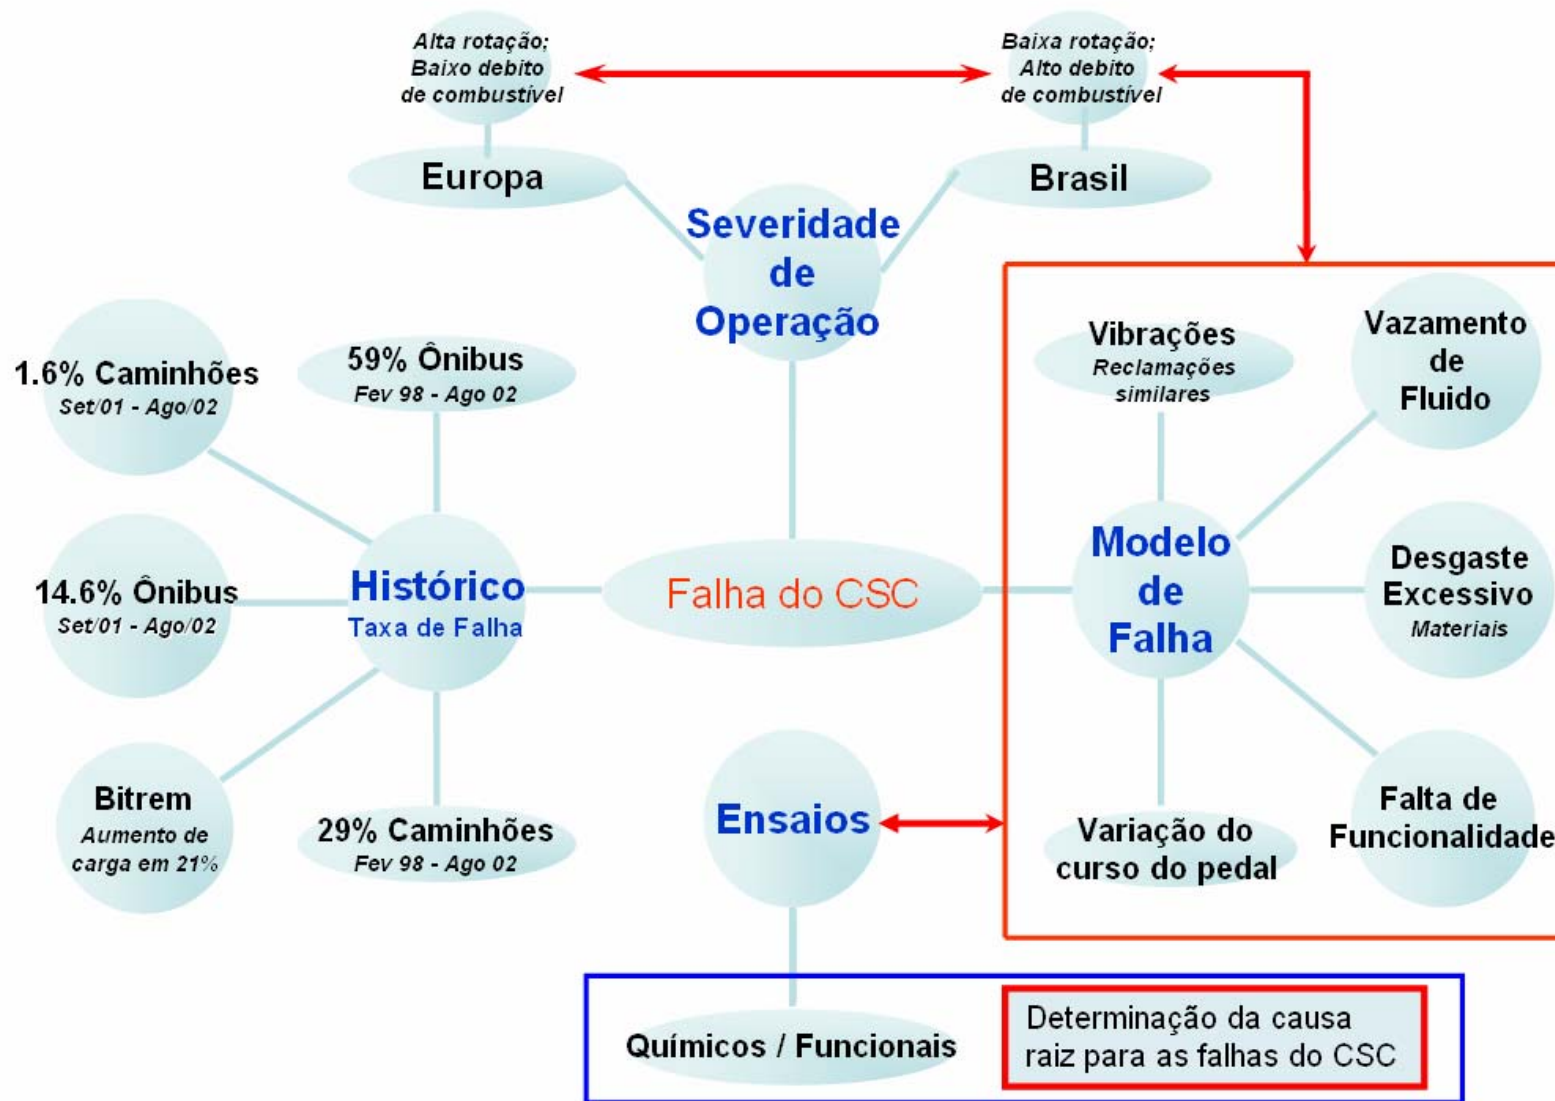 Alta rotação;
Baixo debito
de combustível
Baixa rotação;
Alto debito
de combustível
Europa
Brasil
Severidade
de
Operação
1.6% Caminhões
Set/01 - Ago/02
59% Ônibus
Fev 98 - Ago 02
14.6% Ônibus
Set/01 - Ago/02
Histórico
Taxa de Falha
Bitrem
Aumento de
carga em 21%
29% Caminhões
Fev 98 - Ago 02
Falha do CSC
Vibrações
Reclamações
similares
Vazamento
de
Fluido
Modelo
de
Falha
Desgaste
Excessivo
Materiais
Variação do
curso do pedal
Falta de
Funcionalidade
Ensaios
Químicos / Funcionais
Determinação da causa
raiz para as falhas do CSC